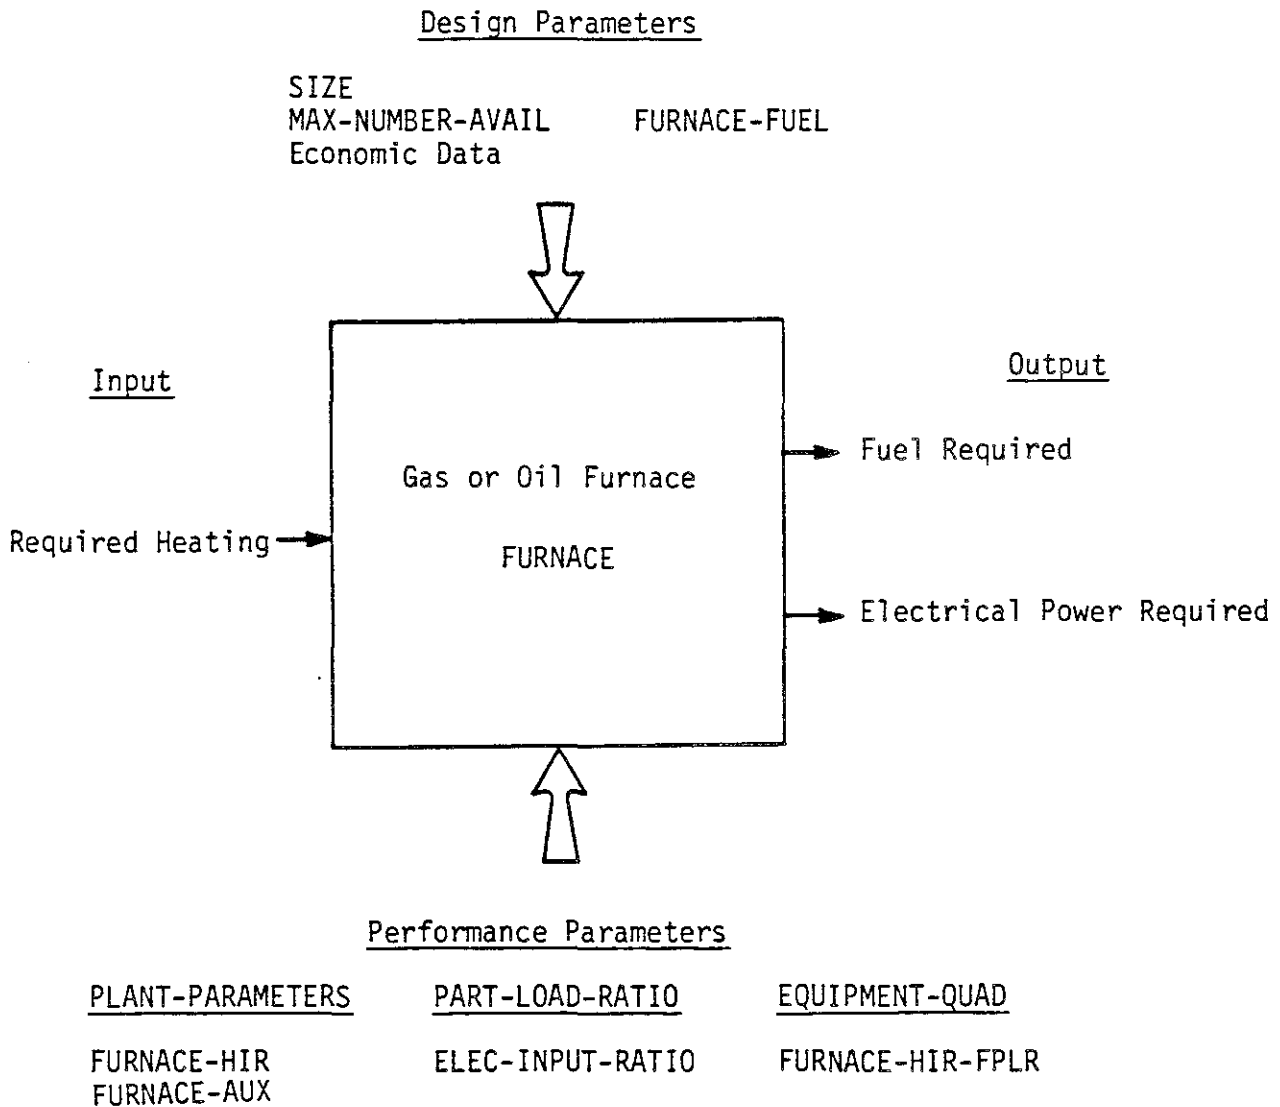 Design Parameters
SIZE
MAX-NUMBER-AVAIL FURNACE-FUEL
Economic Data
Input
Output
Gas or Oil Furnace
FURNACE
Required Heating
Fuel Required
Electrical Power Required
Performance Parameters
PLANT-PARAMETERS PART-LOAD-RATIO EQUIPMENT-QUAD
FURNACE-HIR ELEC-INPUT-RATIO FURNACE-HIR-FPLR
FURNACE-AUX